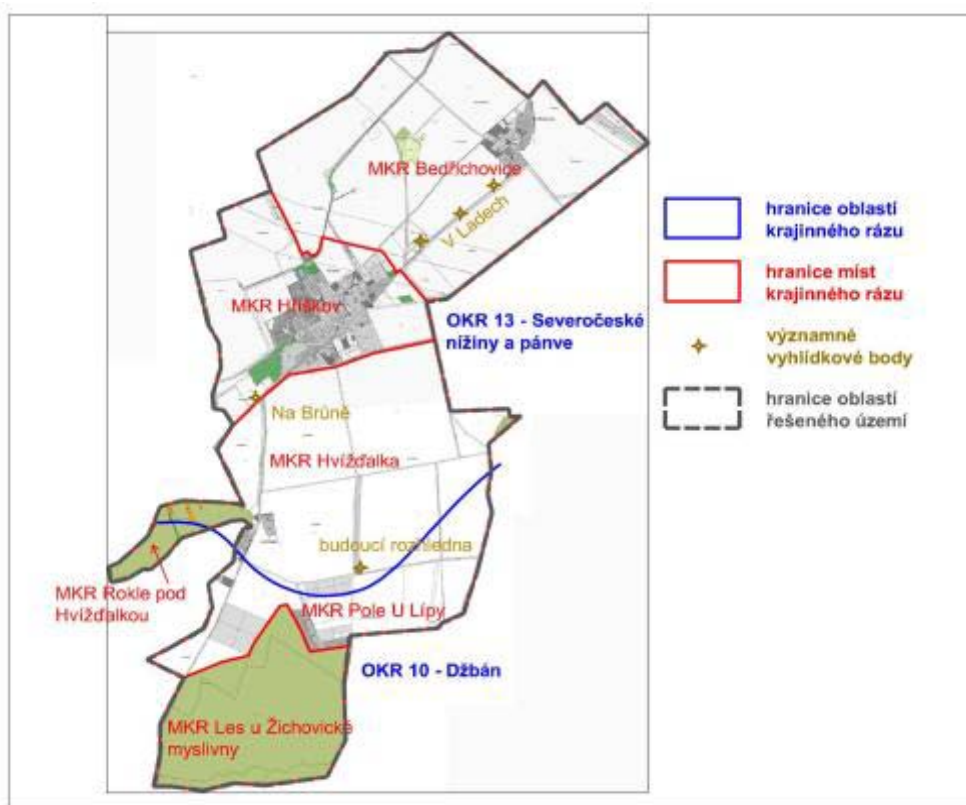 MKR Bedřichovice
V Ladech
MKR Hříškov
OKR 13 - Severočeské
nížiny a pánve
Na Brůně
MKR Hvížďalka
budoucí rozhledna
MKR Rokle pod
Hvížďalkou
MKR Pole U Lípy
OKR 10 - Džbán
MKR Les u Žichovické
myslivny
hranice oblastí
krajinného rázu
hranice míst
krajinného rázu
významné
vyhlídkové body
hranice oblastí
řešeného území